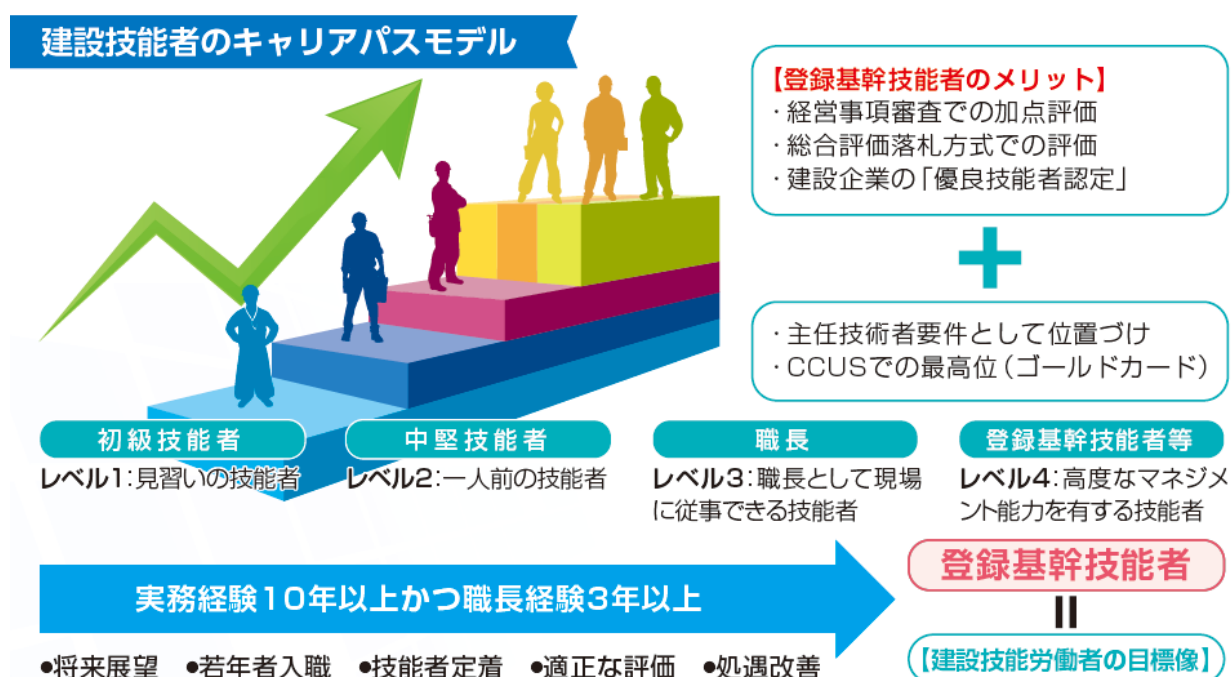 建設技能者のキャリアパスモデル
【登録基幹技能者のメリット】
・経営事項審査での加点評価
・総合評価落札方式での評価
・建設企業の「優良技能者認定」
+
・主任技術者要件として位置づけ
・CCUSでの最高位（ゴールドカード）
初級技能者
レベル1:見習いの技能者
中堅技能者
レベル2:一人前の技能者
職長
レベル3:職長として現場
に従事できる技能者
登録基幹技能者等
レベル4:高度なマネジメ
ント能力を有する技能者
実務経験10年以上かつ職長経験3年以上
登録基幹技能者
=
【建設技能労働者の目標像】
●将来展望 ●若年者入職 ●技能者定着 ●適正な評価 ●処遇改善